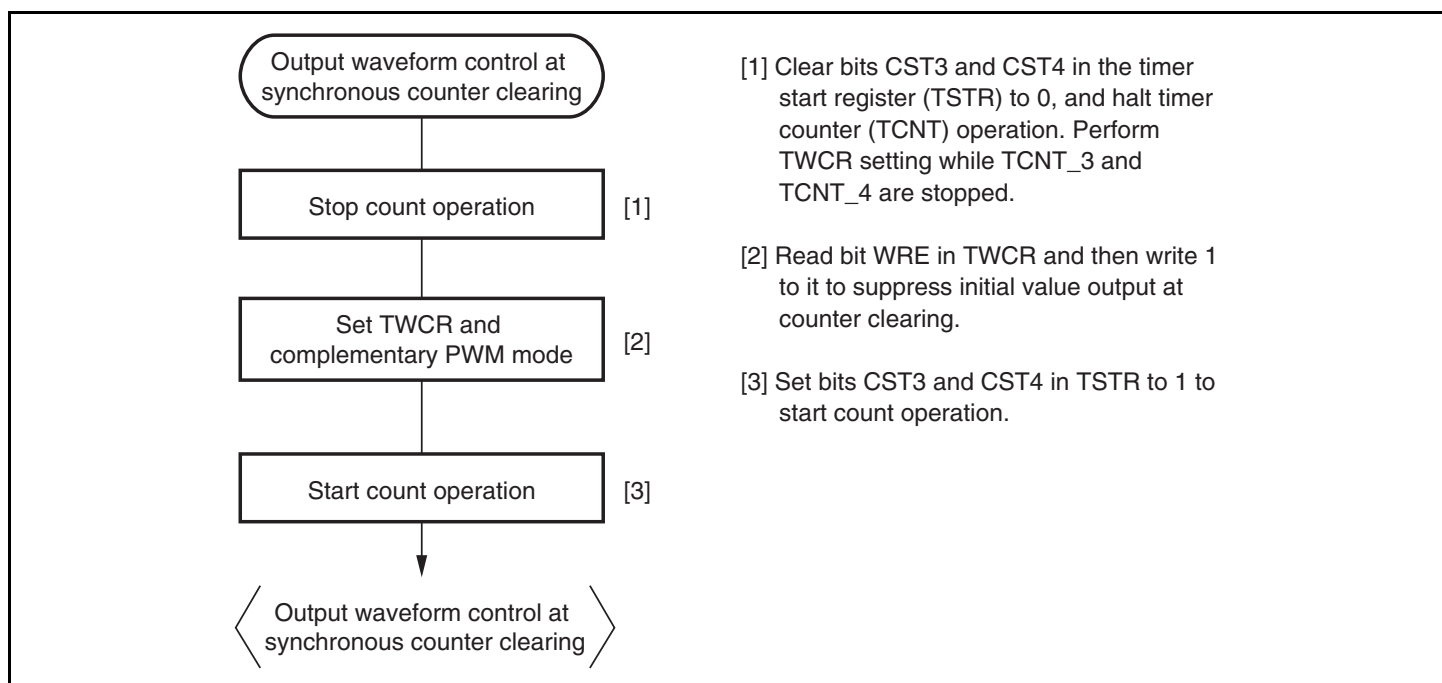 Output waveform control at
synchronous counter clearing
Stop count operation
[1]
Set TWCR and
complementary PWM mode
[2]
Start count operation
[3]
Output waveform control at
synchronous counter clearing
[1] Clear bits CST3 and CST4 in the timer
start register (TSTR) to 0, and halt timer
counter (TCNT) operation. Perform
TWCR setting while TCNT_3 and
TCNT_4 are stopped.
[2] Read bit WRE in TWCR and then write 1
to it to suppress initial value output at
counter clearing.
[3] Set bits CST3 and CST4 in TSTR to 1 to
start count operation.